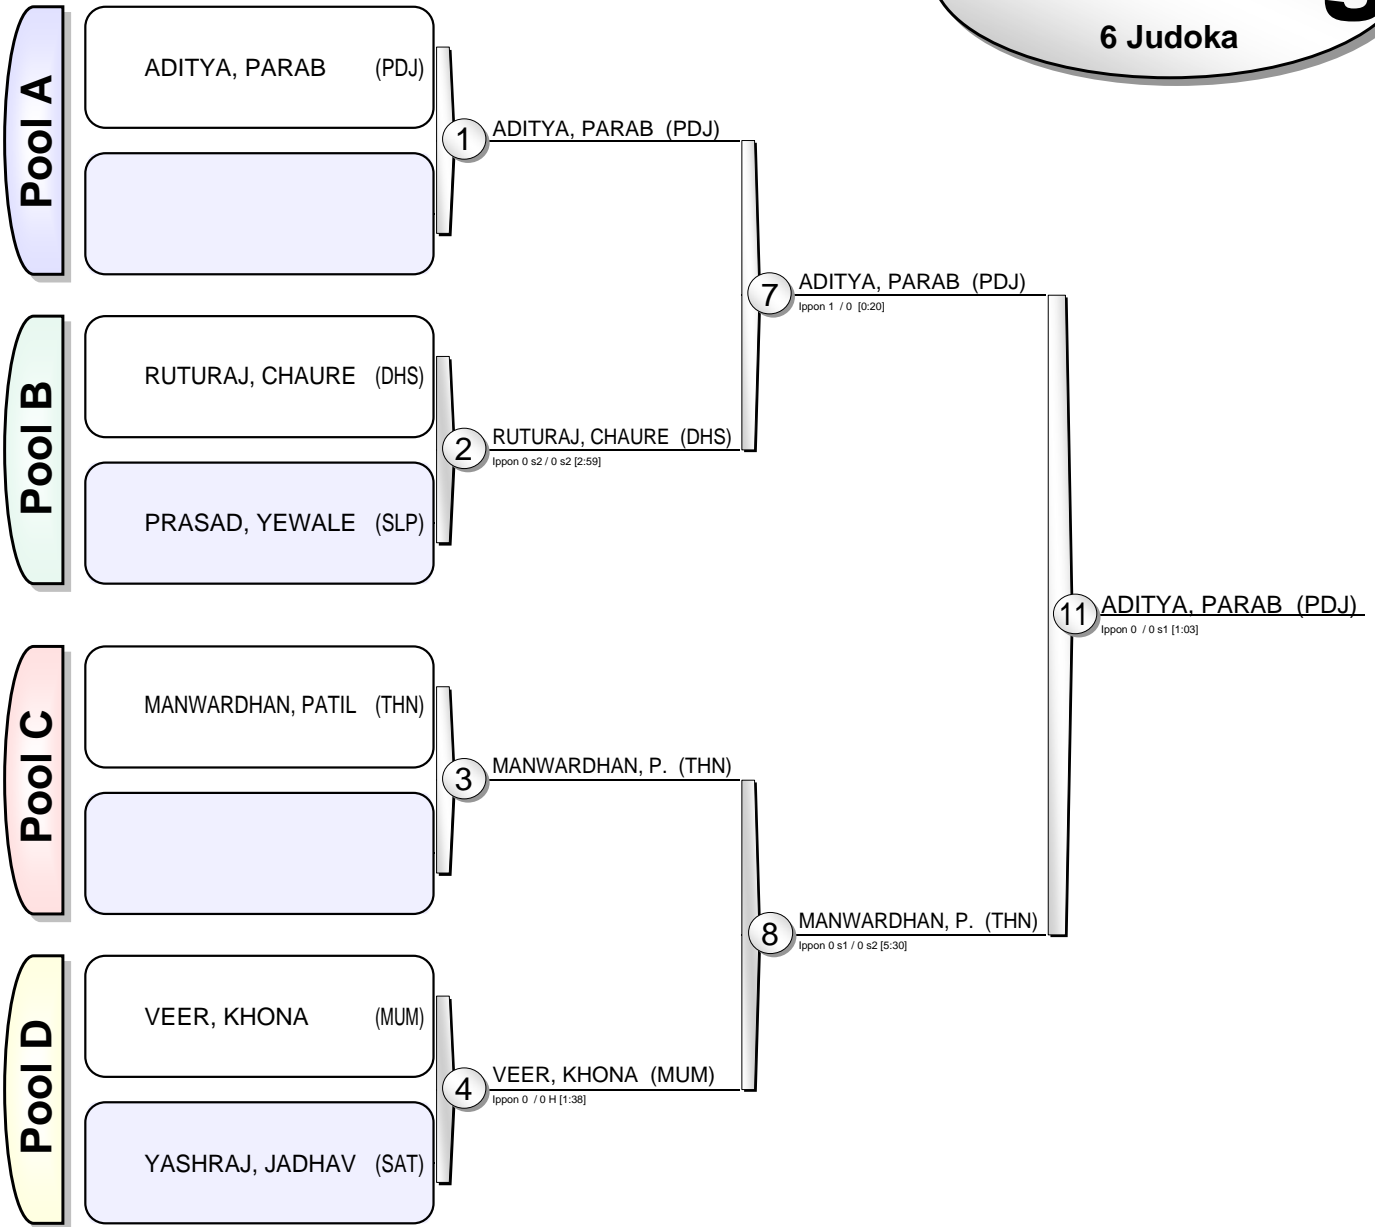 6 Judoka
Pool A
ADITYA, PARAB (PDJ)
1 ADITYA, PARAB (PDJ)
7 ADITYA, PARAB (PDJ)
Ippon 1 / 0 [0:20]
Pool B
RUTURAJ, CHAURE (DHS)
2 RUTURAJ, CHAURE (DHS)
Ippon 0 s2 / 0 s2 [2:59]
PRASAD, YEWALE (SLP)
11 ADITYA, PARAB (PDJ)
Ippon 0 / 0 s1 [1:03]
Pool C
MANWARDHAN, PATIL (THN)
3 MANWARDHAN, P. (THN)
8 MANWARDHAN, P. (THN)
Ippon 0 s1 / 0 s2 [5:30]
Pool D
VEER, KHONA (MUM)
4 VEER, KHONA (MUM)
Ippon 0 / 0 H [1:38]
YASHRAJ, JADHAV (SAT)